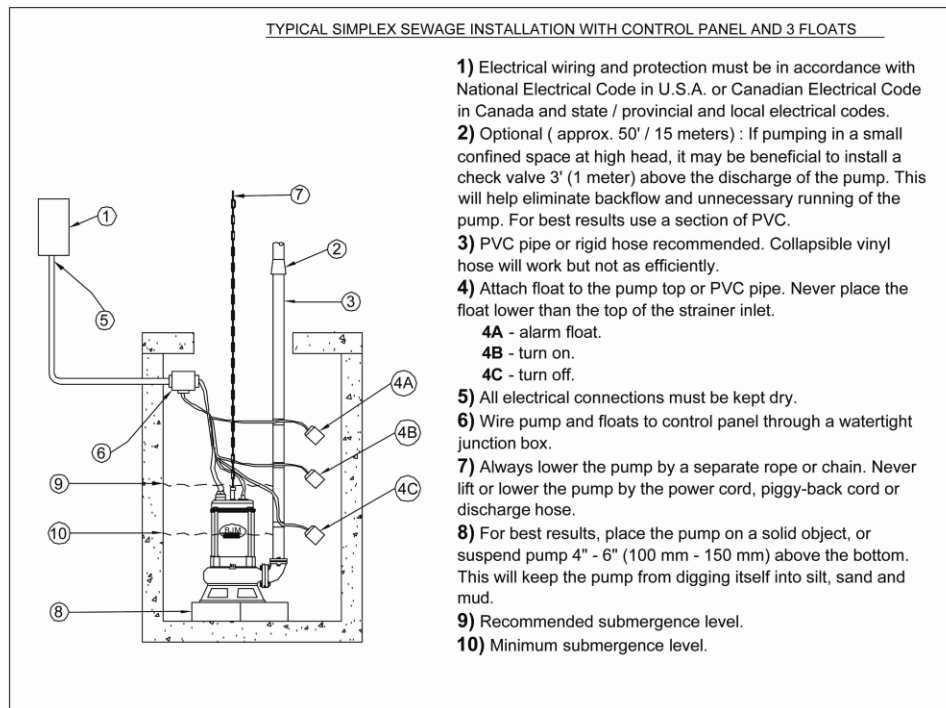 TYPICAL SIMPLEX SEWAGE INSTALLATION WITH CONTROL PANEL AND 3 FLOATS
1) Electrical wiring and protection must be in accordance with
National Electrical Code in U.S.A. or Canadian Electrical Code
in Canada and state / provincial and local electrical codes.
2) Optional ( approx. 50' / 15 meters) : If pumping in a small
confined space at high head, it may be beneficial to install a
check valve 3' (1 meter) above the discharge of the pump. This
will help eliminate backflow and unnecessary running of the
pump. For best results use a section of PVC.
3) PVC pipe or rigid hose recommended. Collapsible vinyl
hose will work but not as efficiently.
4) Attach float to the pump top or PVC pipe. Never place the
float lower than the top of the strainer inlet.
4A - alarm float.
4B - turn on.
4C - turn off.
5) All electrical connections must be kept dry.
6) Wire pump and floats to control panel through a watertight
junction box.
7) Always lower the pump by a separate rope or chain. Never
lift or lower the pump by the power cord, piggy-back cord or
discharge hose.
8) For best results, place the pump on a solid object, or
suspend pump 4" - 6" (100 mm - 150 mm) above the bottom.
This will keep the pump from digging itself into silt, sand and
mud.
9) Recommended submergence level.
10) Minimum submergence level.
1
7
2
3
5
4A
4B
6
9
4C
10
BJM
8